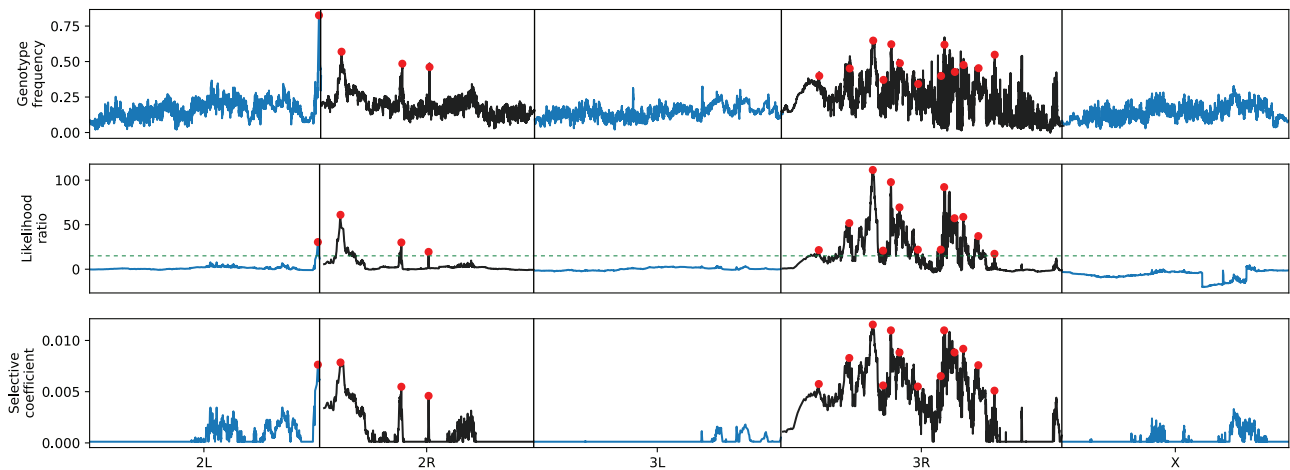 Genotype
frequency
0.75
0.50
0.25
0.00
Likelihood
ratio
100
50
0
Selective
coefficient
0.010
0.005
0.000
2L 2R 3L 3R X